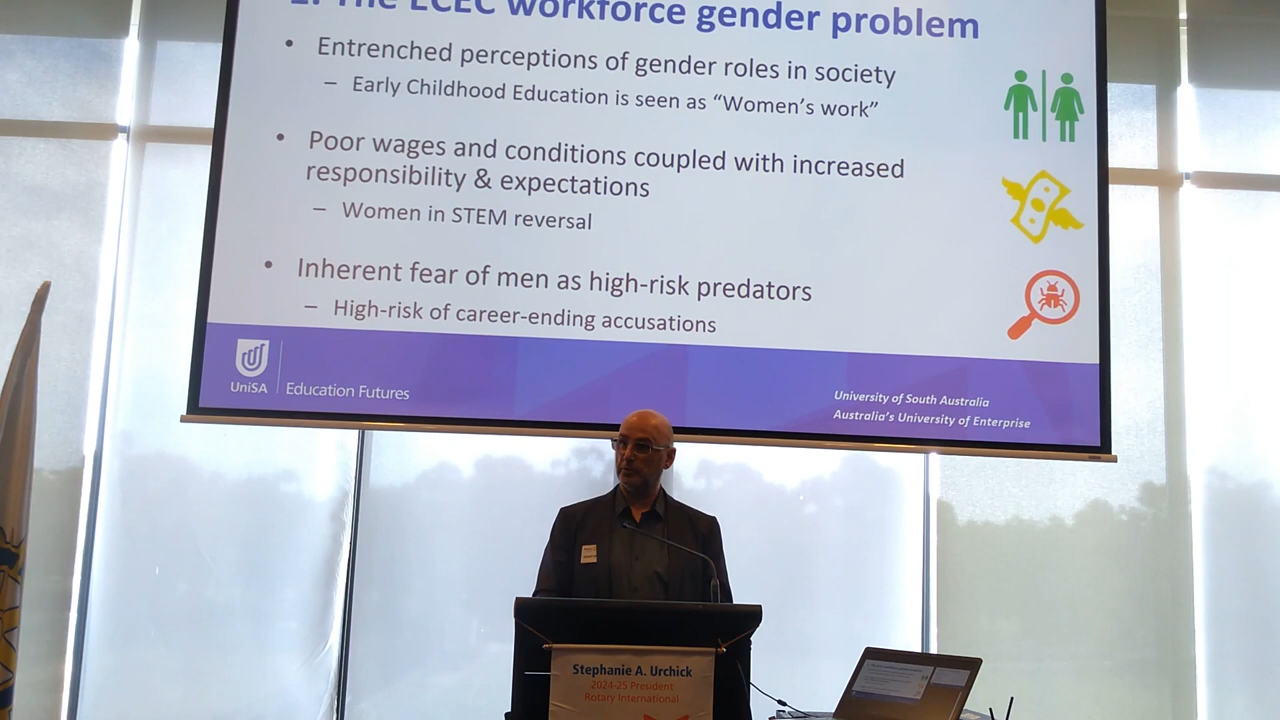 The ECEC workforce gender problem
• Entrenched perceptions of gender roles in society
– Early Childhood Education is seen as “Women’s work”
• Poor wages and conditions coupled with increased
responsibility & expectations
– Women in STEM reversal
• Inherent fear of men as high-risk predators
– High-risk of career-ending accusations
UniSA
Education Futures
University of South Australia
Australia’s University of Enterprise
Stephanie A. Urchick
2024-25 President
Rotary International